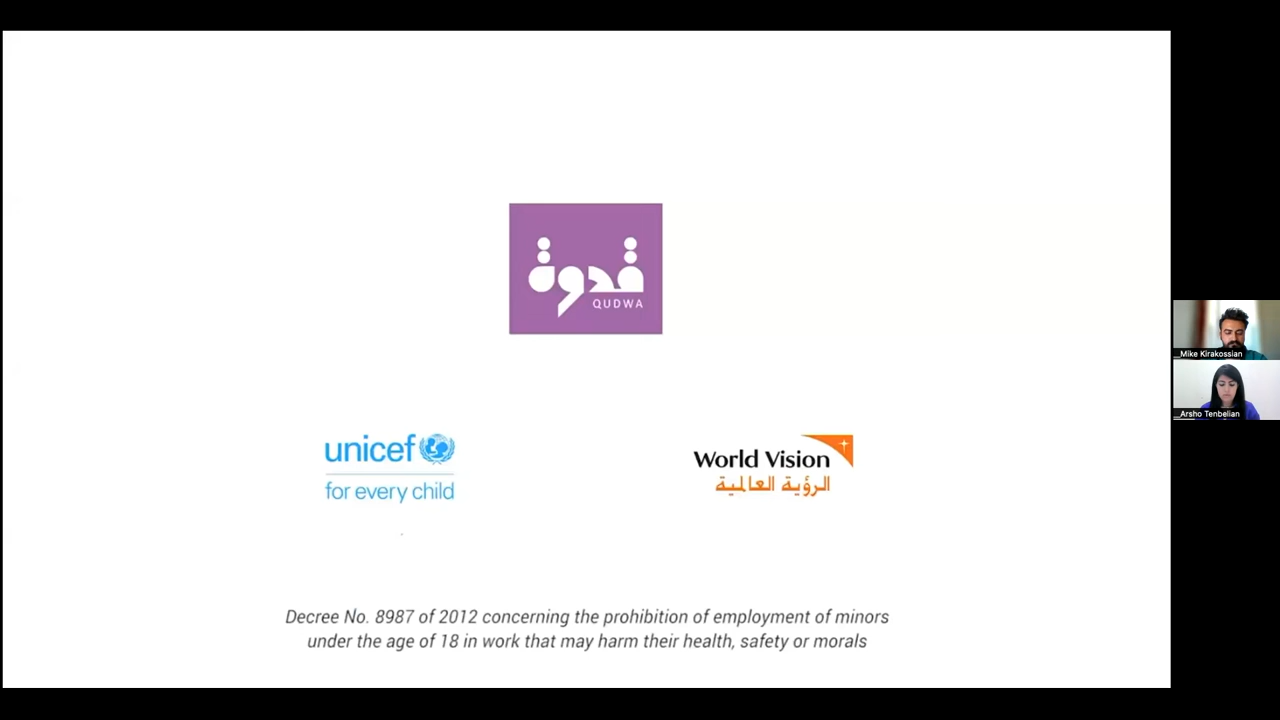 قدوة
QUDWA
unicef
for every child
World Vision
الرؤية العالمية
Decree No. 8987 of 2012 concerning the prohibition of employment of minors
under the age of 18 in work that may harm their health, safety or morals
__Mike Kirakossian
__Arsho Tenbelian